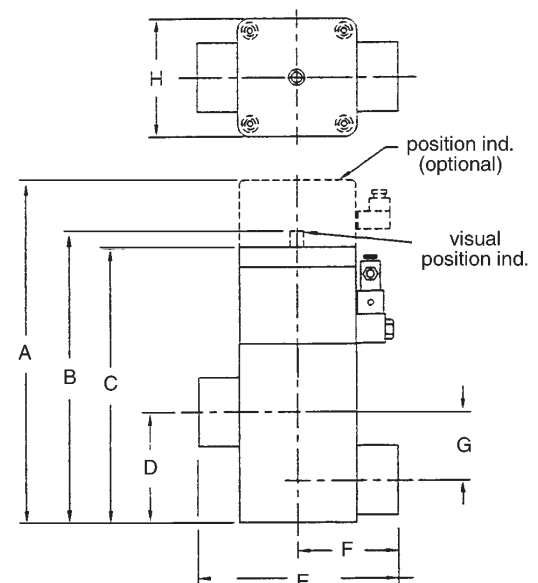 H
position ind.
(optional)
visual
position ind.
A
B
C
D
G
F
E